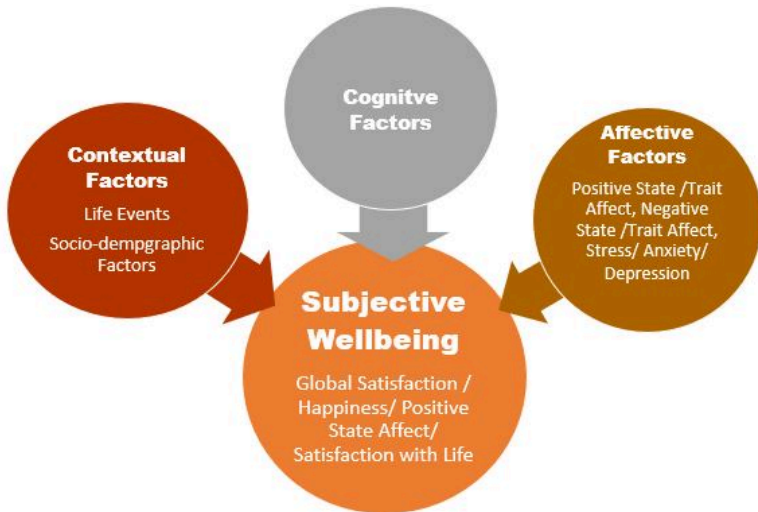 Cognitve
Factors
Contextual
Factors
Life Events
Socio-dempgraphic
Factors
Affective
Factors
Positive State /Trait
Affect, Negative
State /Trait Affect,
Stress/ Anxiety/
Depression
Subjective
Wellbeing
Global Satisfaction /
Happiness/ Positive
State Affect/
Satisfaction with Life